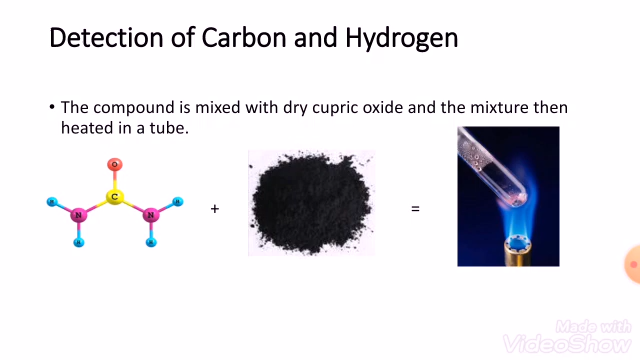 Detection of Carbon and Hydrogen
• The compound is mixed with dry cupric oxide and the mixture then
heated in a tube.
O
H C H
N N
+ =
H H
Made with
VideoShow